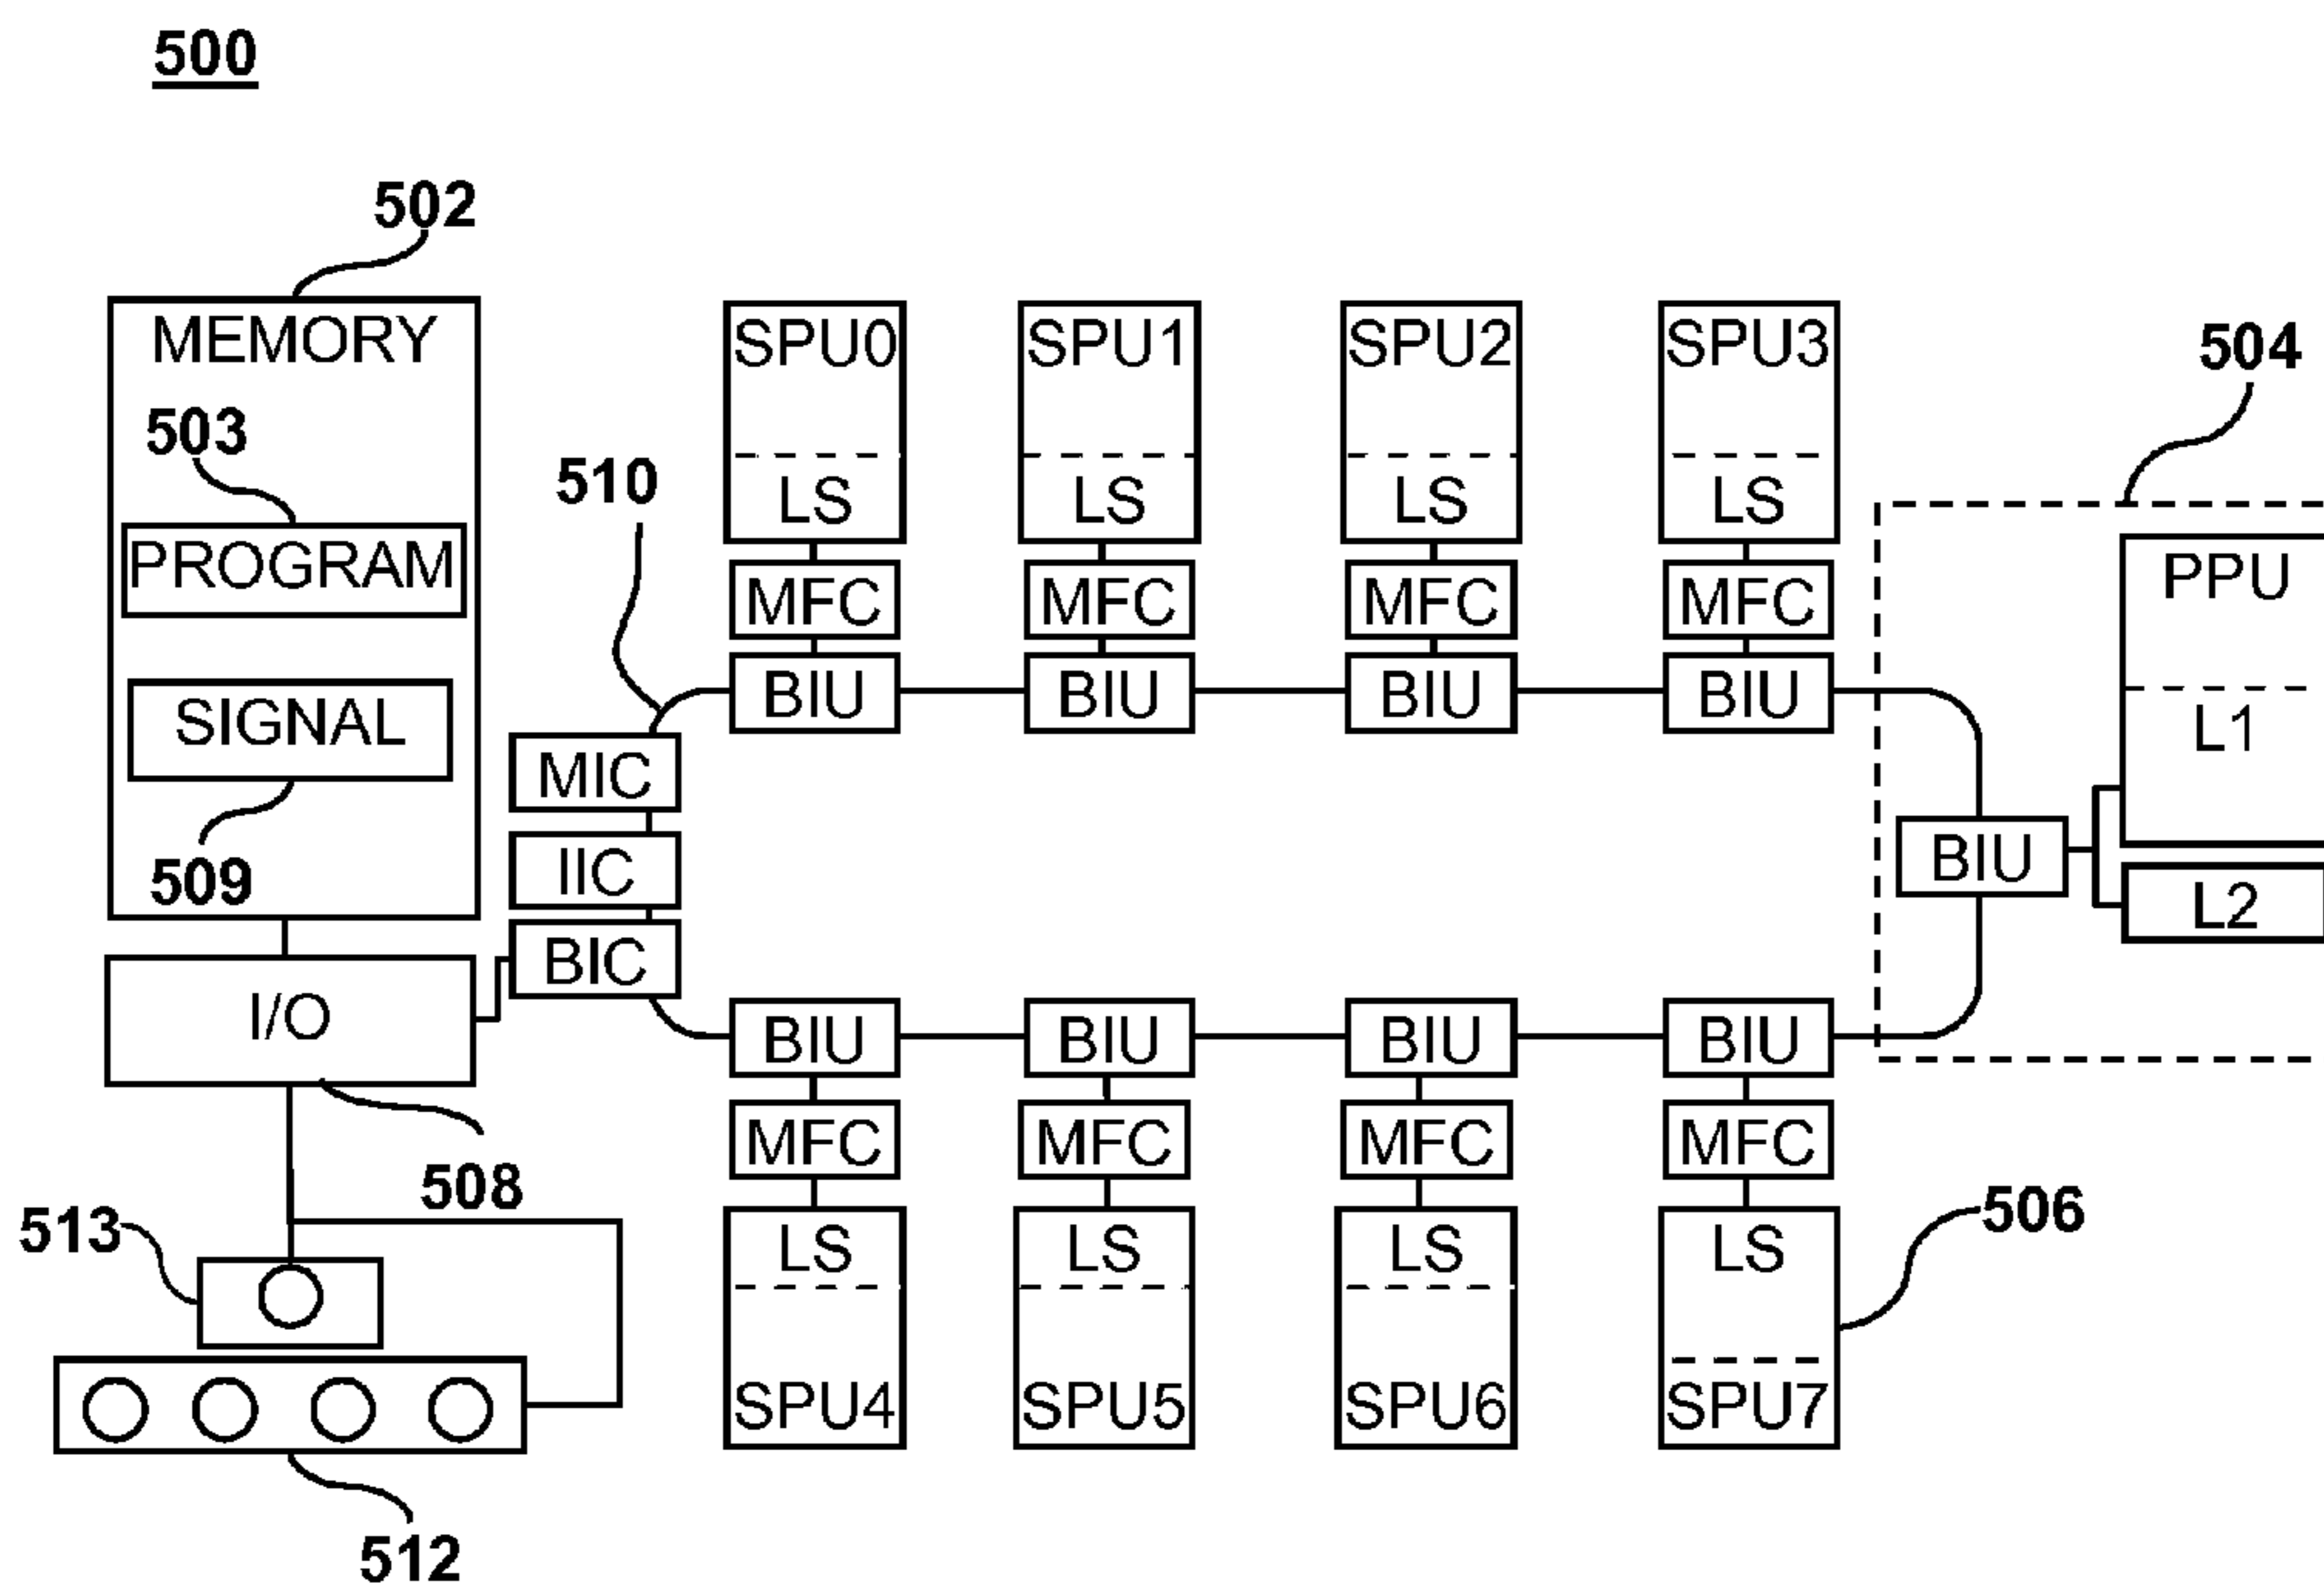 500
502
MEMORY
503
PROGRAM
SIGNAL
509
I/O
508
513
512
510
MIC
IIC
BIC
SPU0 SPU1 SPU2 SPU3
LS LS LS LS
MFC MFC MFC MFC
BIU BIU BIU BIU
504
PPU
L1
BIU
L2
BIU BIU BIU BIU
MFC MFC MFC MFC
LS LS LS LS
SPU4 SPU5 SPU6 SPU7
506